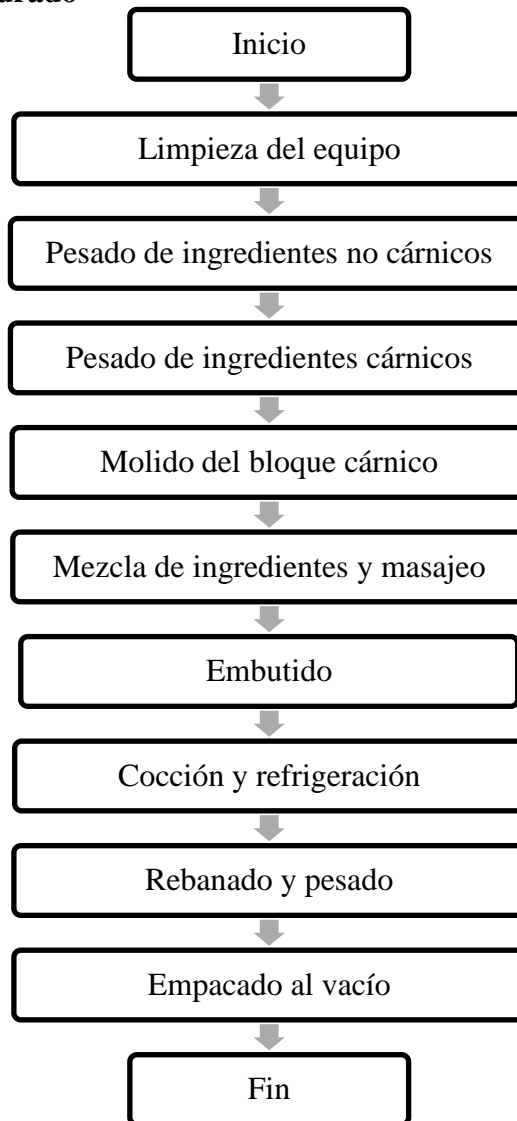 Inicio
Limpieza del equipo
Pesado de ingredientes no cárnicos
Pesado de ingredientes cárnicos
Molido del bloque cárnico
Mezcla de ingredientes y masajeo
Embutido
Cocción y refrigeración
Rebanado y pesado
Empacado al vacío
Fin